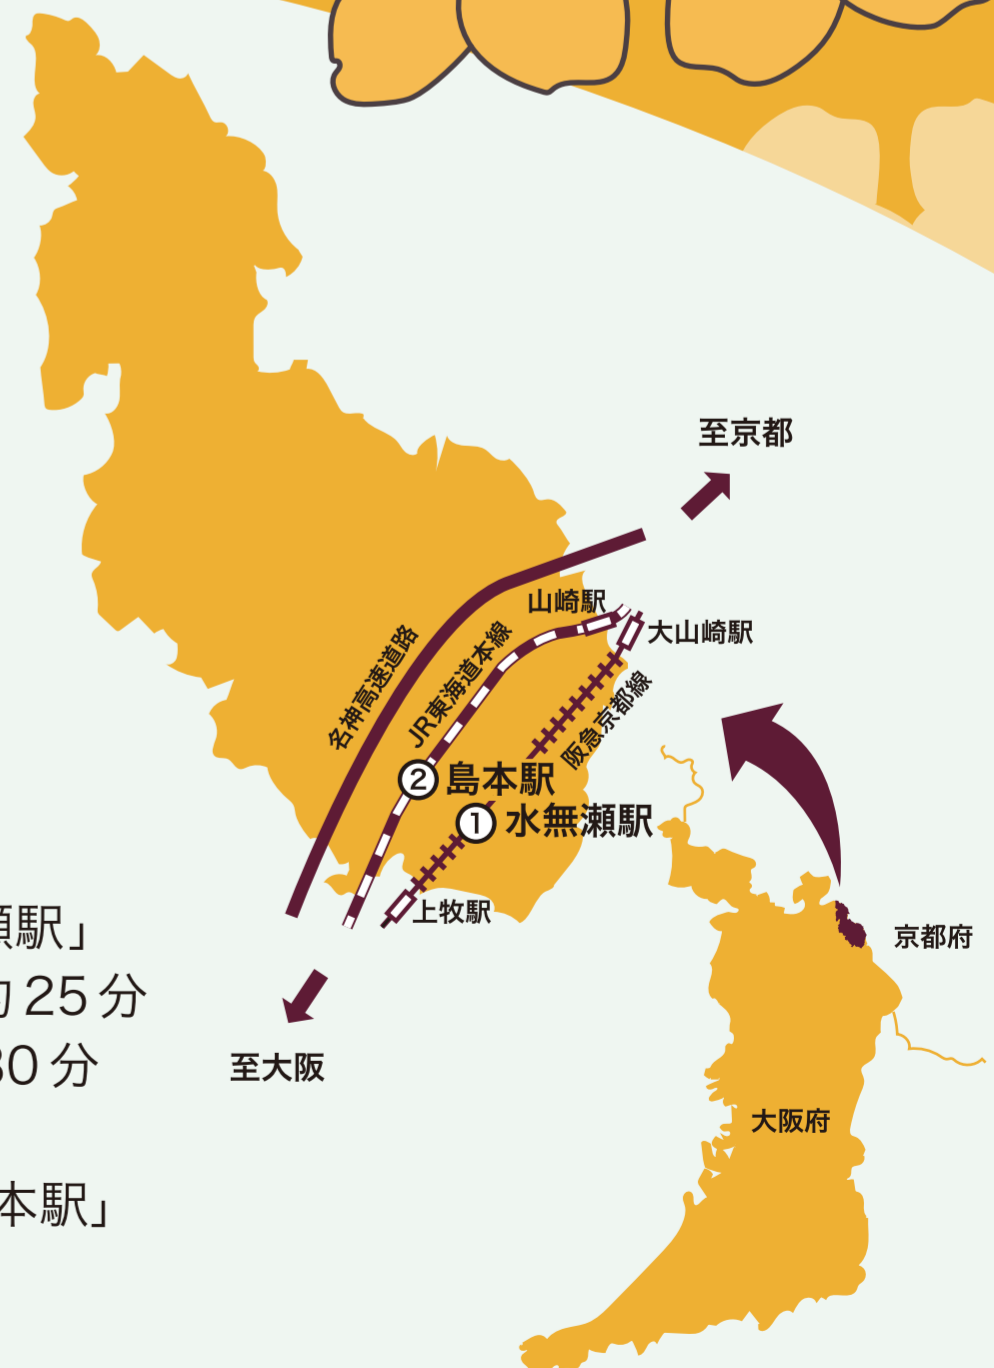 至京都
山崎駅
大山崎駅
名神高速道路
JR東海道本線
阪急京都線
② 島本駅
① 水無瀬駅
上牧駅
瀬駅」
25分
京都府
30分
至大阪
大阪府
本駅」